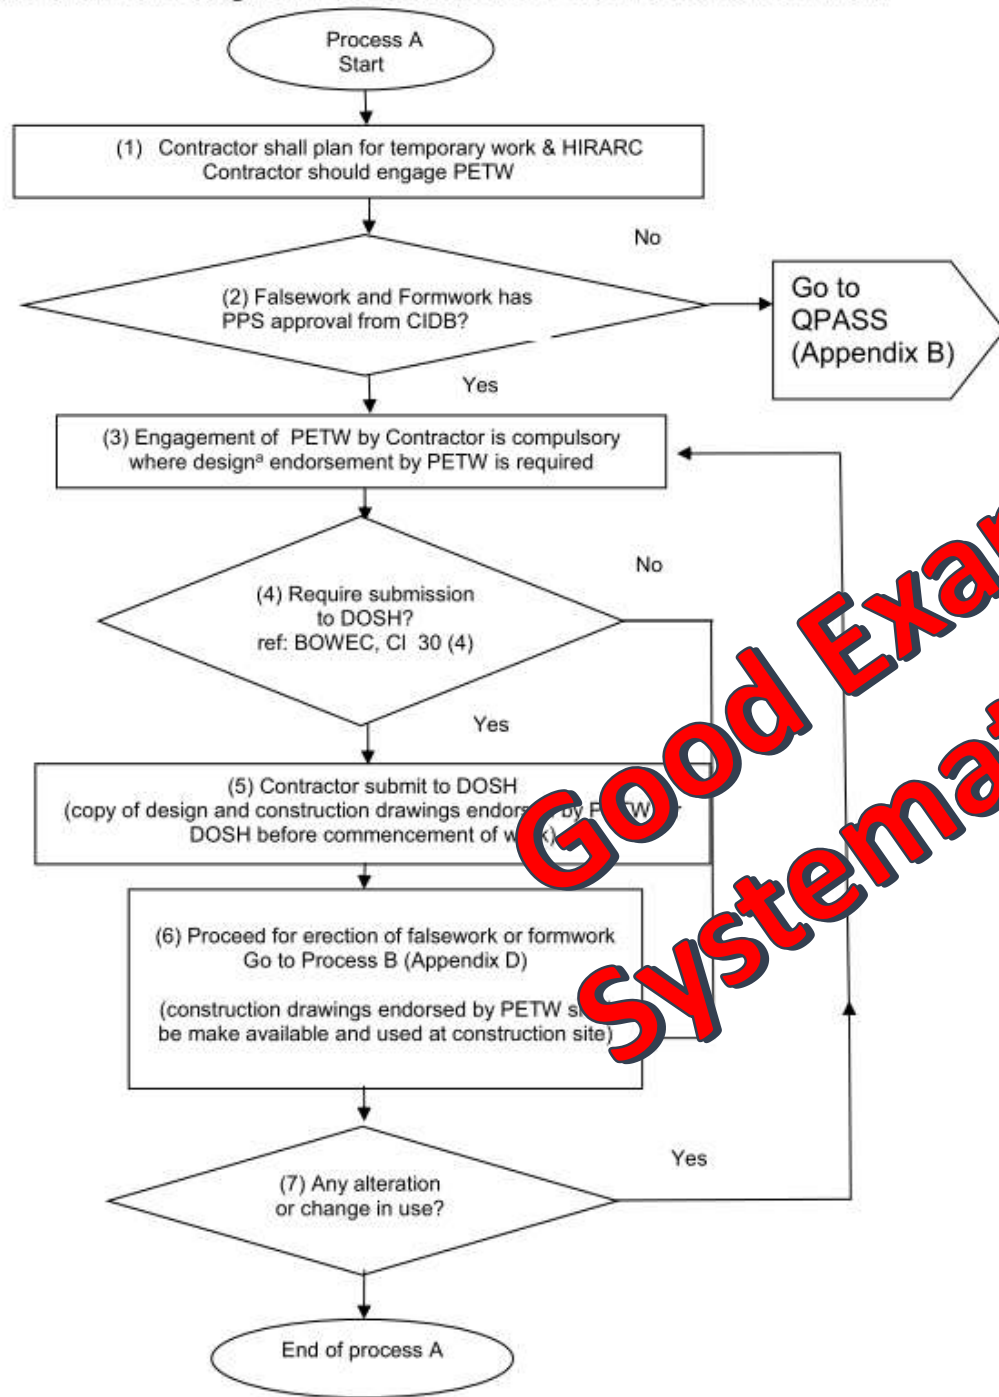 Process A
Start
(1) Contractor shall plan for temporary work & HIRARC
Contractor should engage PETW
No
(2) Falsework and Formwork has
PPS approval from CIDB?
Go to
QPASS
(Appendix B)
Yes
(3) Engagement of PETW by Contractor is compulsory
where designᵃ endorsement by PETW is required
No
(4) Require submission
to DOSH?
ref: BOWEC, Cl 30 (4)
Yes
(5) Contractor submit to DOSH
(copy of design and construction drawings by
DOSH before commencement of
(6) Proceed for erection of falsework or formwork
Go to Process B (Appendix D)
(construction drawings endorsed by PETW
be make available and used at construction site)
Good
Yes
(7) Any alteration
or change in use?
End of process A